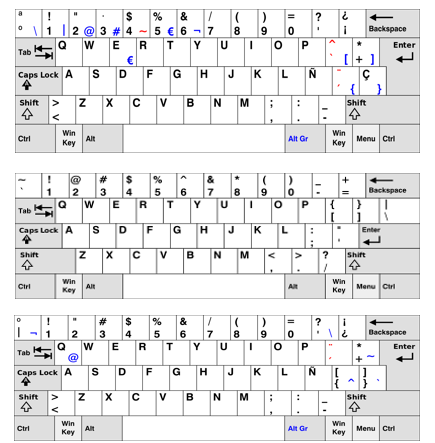 ª ! " · $ % & / ( ) = ? ¿ Backspace
º \ 1 | 2 @ 3 # 4 ~ 5 € 6 ¬ 7 8 9 0 ' ¡
Tab Q W E R T Y U I O P ^ * Enter
€ ` [ + ]
Caps Lock A S D F G H J K L Ñ ¨ Ç
´ { }
Shift > Z X C V B N M ; : _ Shift
< , . -
Ctrl Win Key Alt Alt Gr Win Key Menu Ctrl
~ ! @ # $ % ^ & * ( ) _ + Backspace
` 1 2 3 4 5 6 7 8 9 0 - =
Tab Q W E R T Y U I O P { } |
[ ] \
Caps Lock A S D F G H J K L : " Enter
; '
Shift Z X C V B N M < > ? Shift
, . /
Ctrl Win Key Alt Alt Win Key Menu Ctrl
º ! " # $ % & / ( ) = ? ¡ Backspace
| ¬ 1 2 3 4 5 6 7 8 9 0 ' \ ¿
Tab Q W E R T Y U I O P ¨ * Enter
@ ´ + ~
Caps Lock A S D F G H J K L Ñ [ ]
{ ^ } `
Shift > Z X C V B N M ; : _ Shift
< , . -
Ctrl Win Key Alt Alt Gr Win Key Menu Ctrl